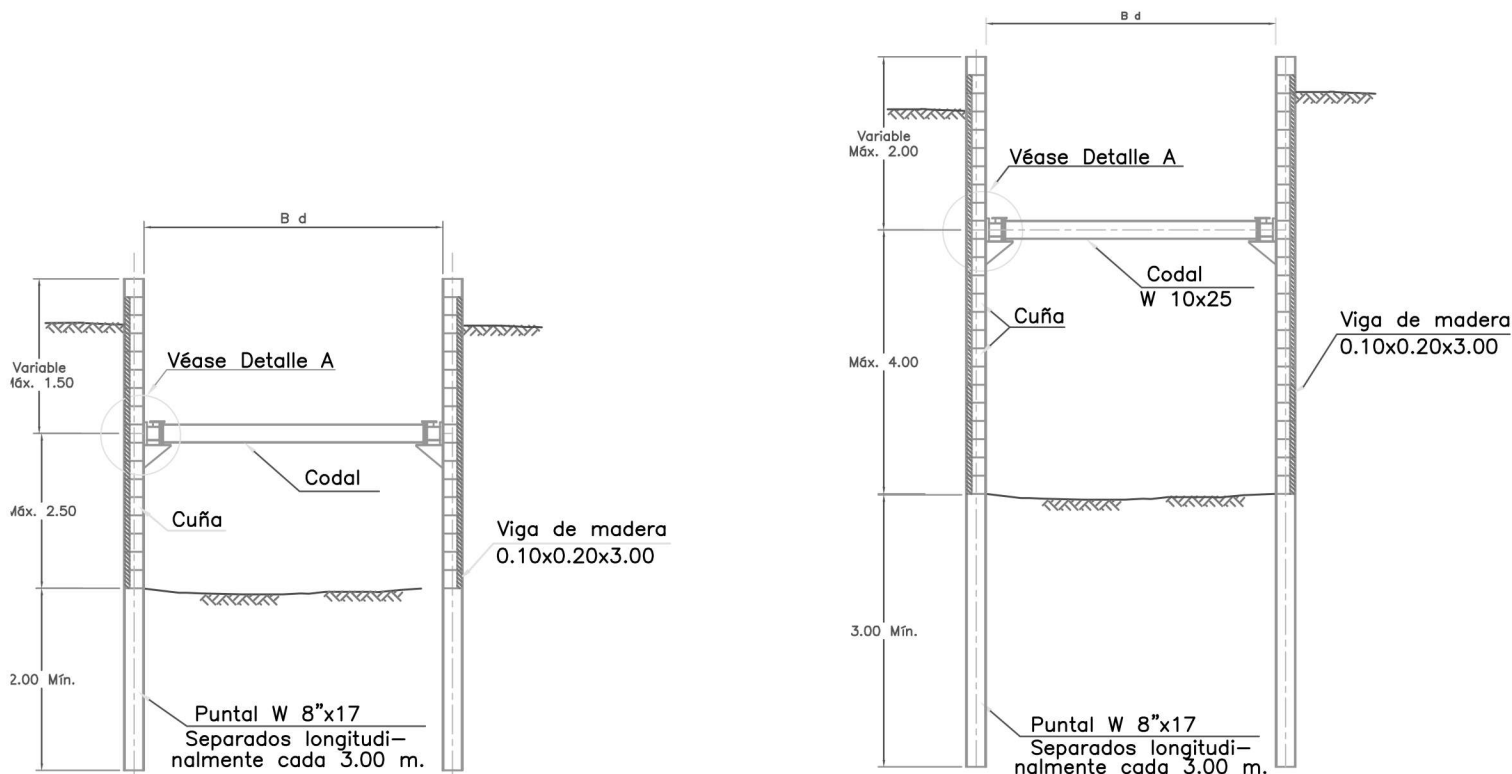 B d
Variable
Máx. 1.50
Véase Detalle A
Codal
Máx. 2.50
Cuña
Viga de madera
0.10x0.20x3.00
2.00 Mín.
Puntal W 8"x17
Separados longitudi-
nalmente cada 3.00 m.
B d
Variable
Máx. 2.00
Véase Detalle A
Codal
W 10x25
Cuña
Viga de madera
0.10x0.20x3.00
Máx. 4.00
3.00 Mín.
Puntal W 8"x17
Separados longitudi-
nalmente cada 3.00 m.